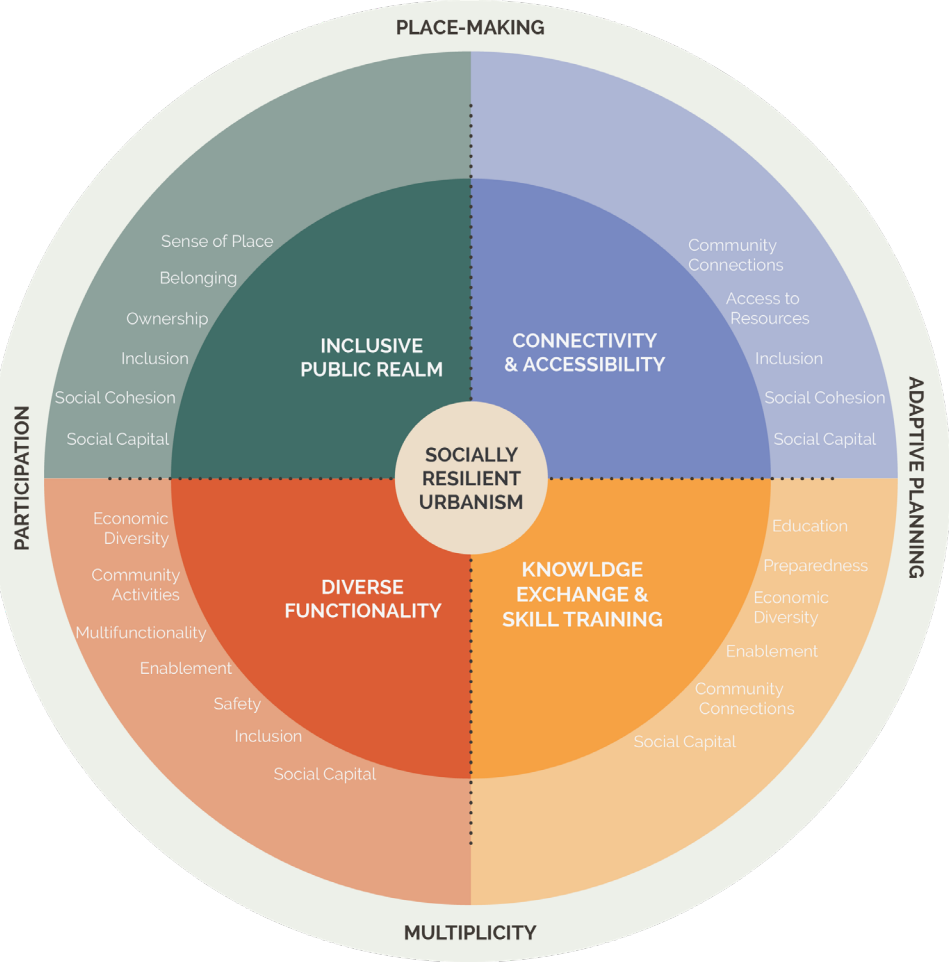 PLACE-MAKING
Sense of Place
Belonging
Ownership
Inclusion
Social Cohesion
Social Capital
INCLUSIVE
PUBLIC REALM
CONNECTIVITY
& ACCESSIBILITY
Community
Connections
Access to
Resources
Inclusion
Social Cohesion
Social Capital
PARTICIPATION
SOCIALLY
RESILIENT
URBANISM
ADAPTIVE PLANNING
Economic
Diversity
Community
Activities
Multifunctionality
Enablement
Safety
Inclusion
Social Capital
DIVERSE
FUNCTIONALITY
KNOWLDGE
EXCHANGE &
SKILL TRAINING
Education
Preparedness
Economic
Diversity
Enablement
Community
Connections
Social Capital
MULTIPLICITY